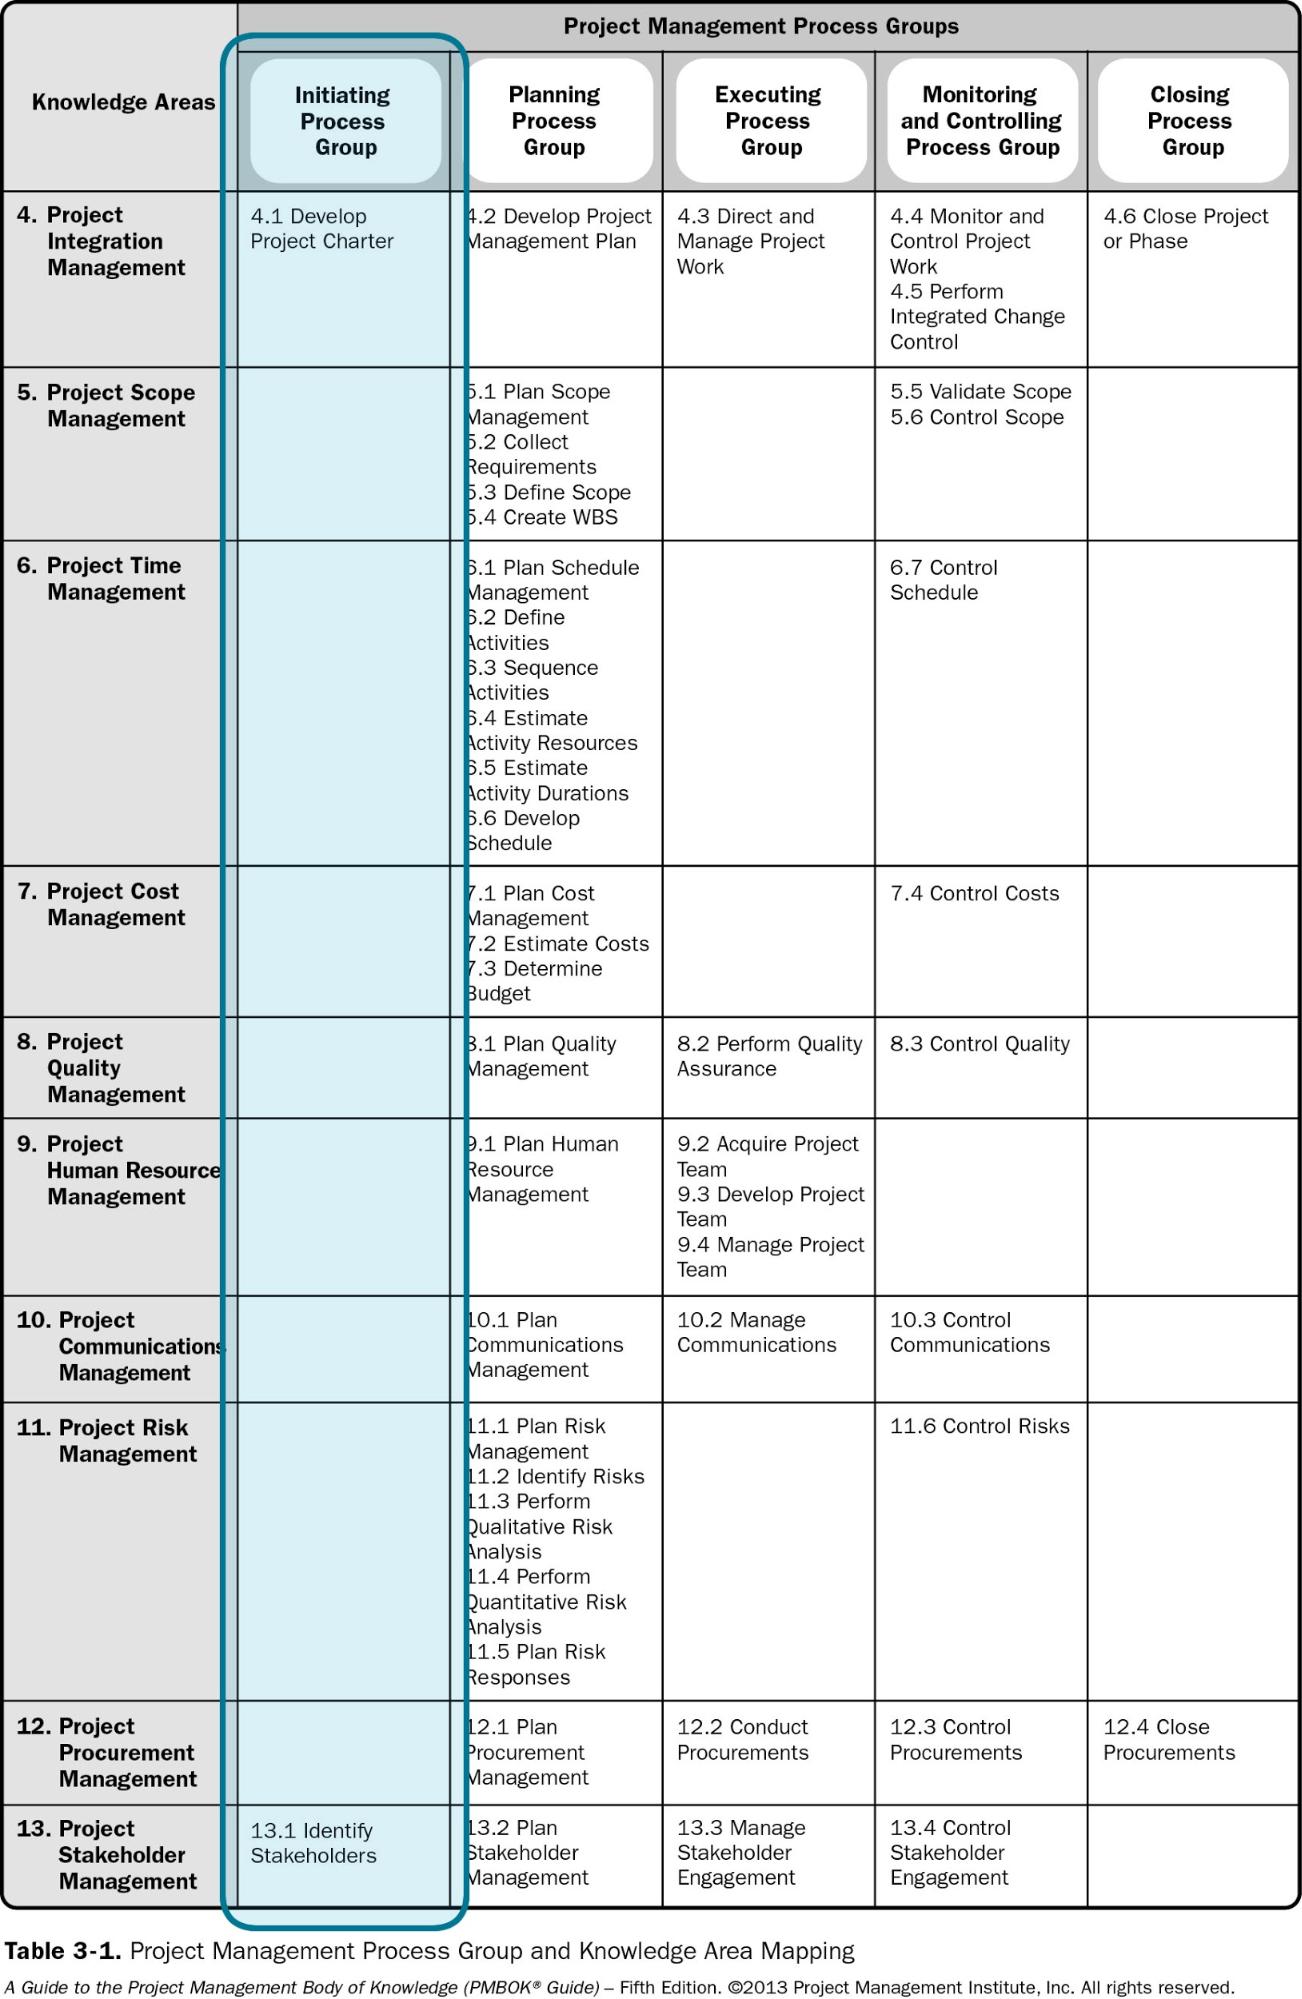 Project Management Process Groups
Knowledge Areas
Initiating
Process
Group
Planning
Process
Group
Executing
Process
Group
Monitoring
and Controlling
Process Group
Closing
Process
Group
4. Project
Integration
Management
4.1 Develop
Project Charter
4.2 Develop Project
Management Plan
4.3 Direct and
Manage Project
Work
4.4 Monitor and
Control Project
Work
4.5 Perform
Integrated Change
Control
4.6 Close Project
or Phase
5. Project Scope
Management
5.1 Plan Scope
Management
5.2 Collect
Requirements
5.3 Define Scope
5.4 Create WBS
5.5 Validate Scope
5.6 Control Scope
6. Project Time
Management
6.1 Plan Schedule
Management
6.2 Define
Activities
6.3 Sequence
Activities
6.4 Estimate
Activity Resources
6.5 Estimate
Activity Durations
6.6 Develop
Schedule
6.7 Control
Schedule
7. Project Cost
Management
7.1 Plan Cost
Management
7.2 Estimate Costs
7.3 Determine
Budget
7.4 Control Costs
8. Project
Quality
Management
8.1 Plan Quality
Management
8.2 Perform Quality
Assurance
8.3 Control Quality
9. Project
Human Resource
Management
9.1 Plan Human
Resource
Management
9.2 Acquire Project
Team
9.3 Develop Project
Team
9.4 Manage Project
Team
10. Project
Communications
Management
10.1 Plan
Communications
Management
10.2 Manage
Communications
10.3 Control
Communications
11. Project Risk
Management
11.1 Plan Risk
Management
11.2 Identify Risks
11.3 Perform
Qualitative Risk
Analysis
11.4 Perform
Quantitative Risk
Analysis
11.5 Plan Risk
Responses
11.6 Control Risks
12. Project
Procurement
Management
12.1 Plan
Procurement
Management
12.2 Conduct
Procurements
12.3 Control
Procurements
12.4 Close
Procurements
13. Project
Stakeholder
Management
13.1 Identify
Stakeholders
13.2 Plan
Stakeholder
Management
13.3 Manage
Stakeholder
Engagement
13.4 Control
Stakeholder
Engagement
Table 3-1. Project Management Process Group and Knowledge Area Mapping
A Guide to the Project Management Body of Knowledge (PMBOK® Guide) – Fifth Edition. ©2013 Project Management Institute, Inc. All rights reserved.